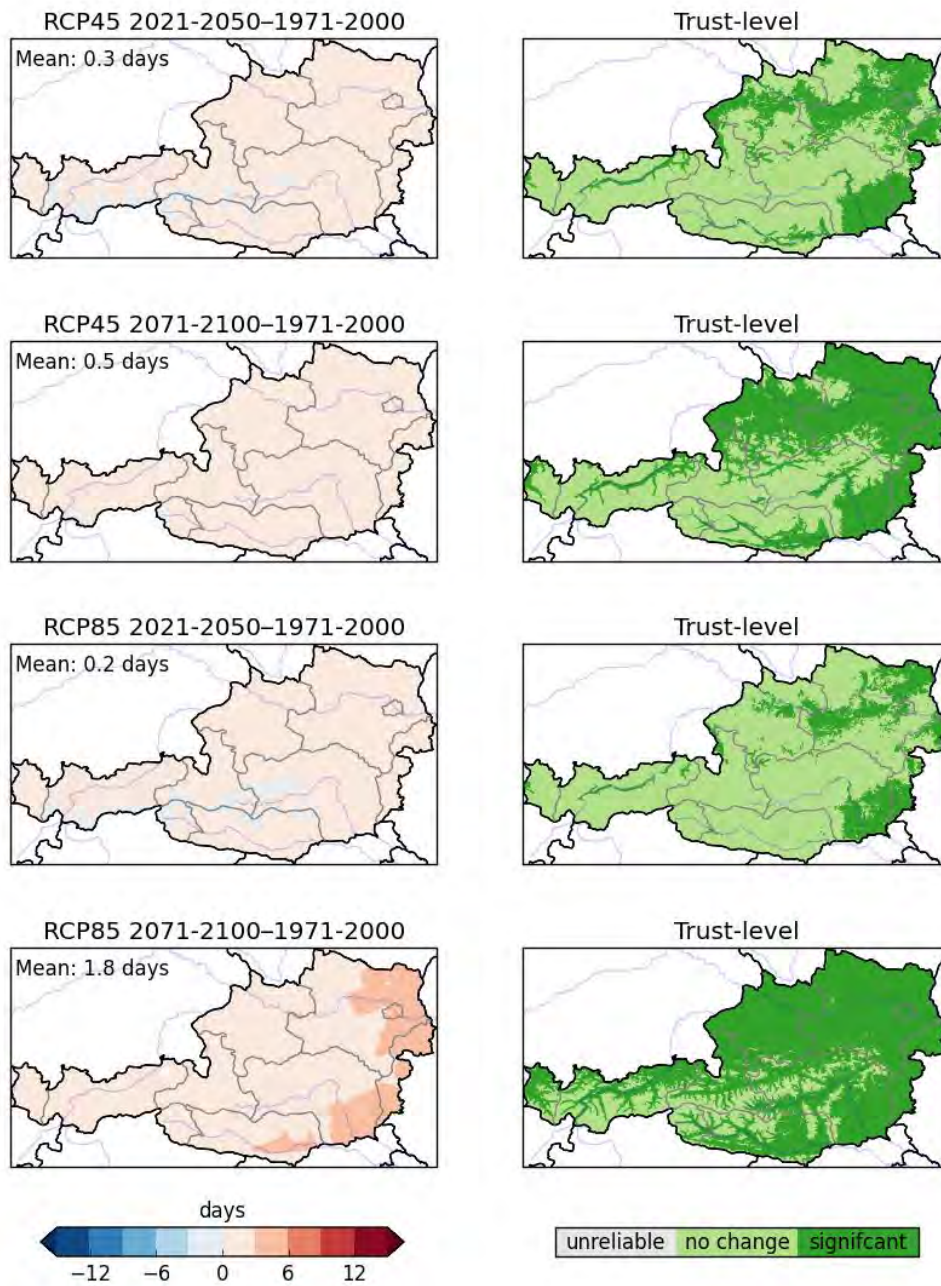 RCP45 2021-2050–1971-2000
Trust-level
Mean: 0.3 days
RCP45 2071-2100–1971-2000
Trust-level
Mean: 0.5 days
RCP85 2021-2050–1971-2000
Trust-level
Mean: 0.2 days
RCP85 2071-2100–1971-2000
Trust-level
Mean: 1.8 days
days
−12 −6 0 6 12
unreliable no change signifcant